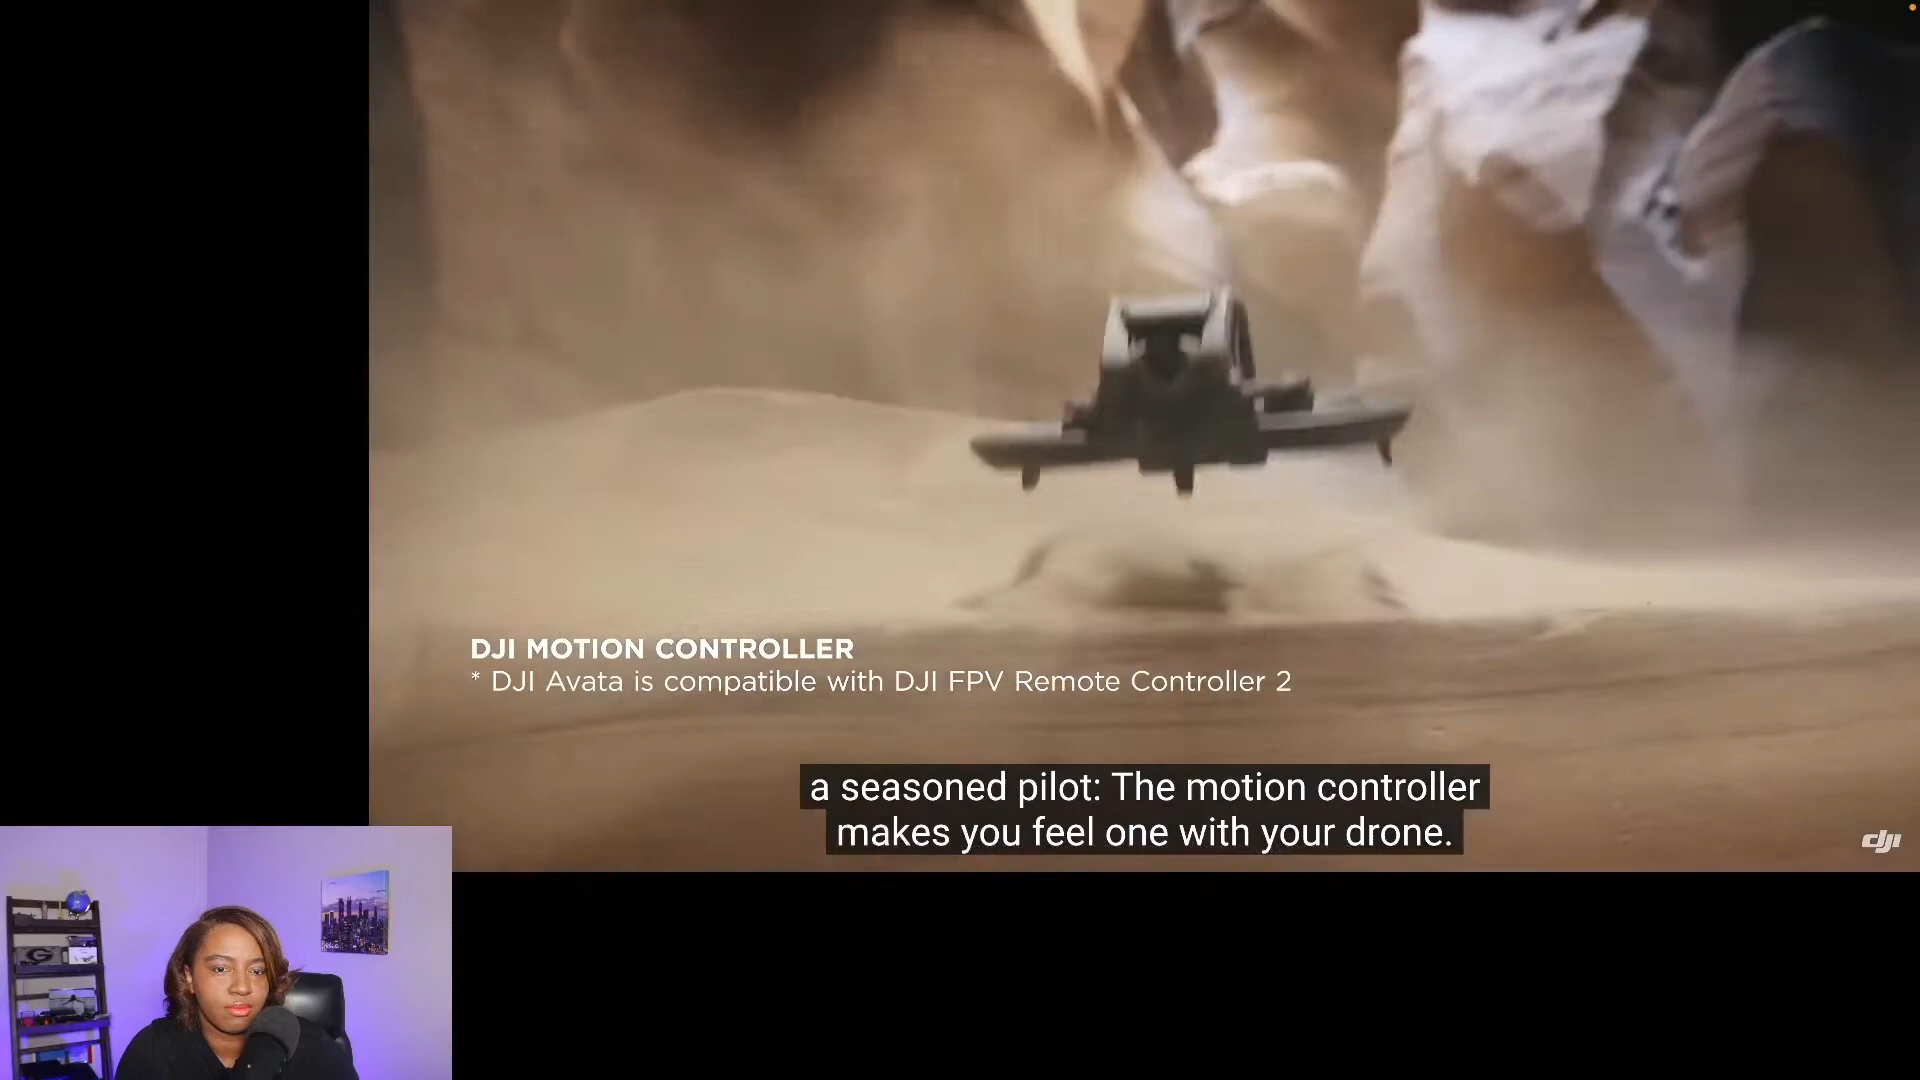 DJI MOTION CONTROLLER
* DJI Avata is compatible with DJI FPV Remote Controller 2
a seasoned pilot: The motion controller
makes you feel one with your drone.
dji
G